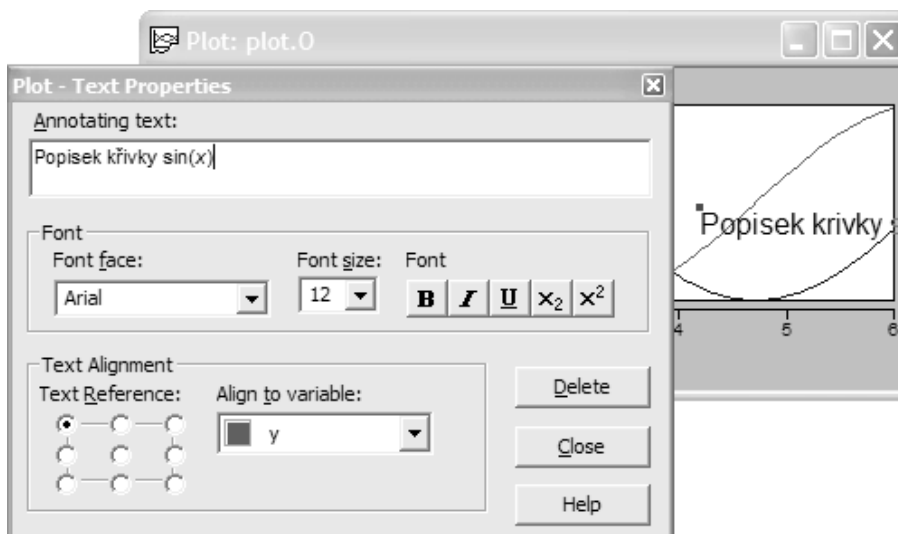 Plot: plot.0
Plot - Text Properties
Annotating text:
Popisek křivky sin(x)
Font
Font face:
Font size:
Font
Arial
12
B I U x₂ x²
Text Alignment
Text Reference:
Align to variable:
y
Delete
Close
Help
Popisek krivky
4 5 6